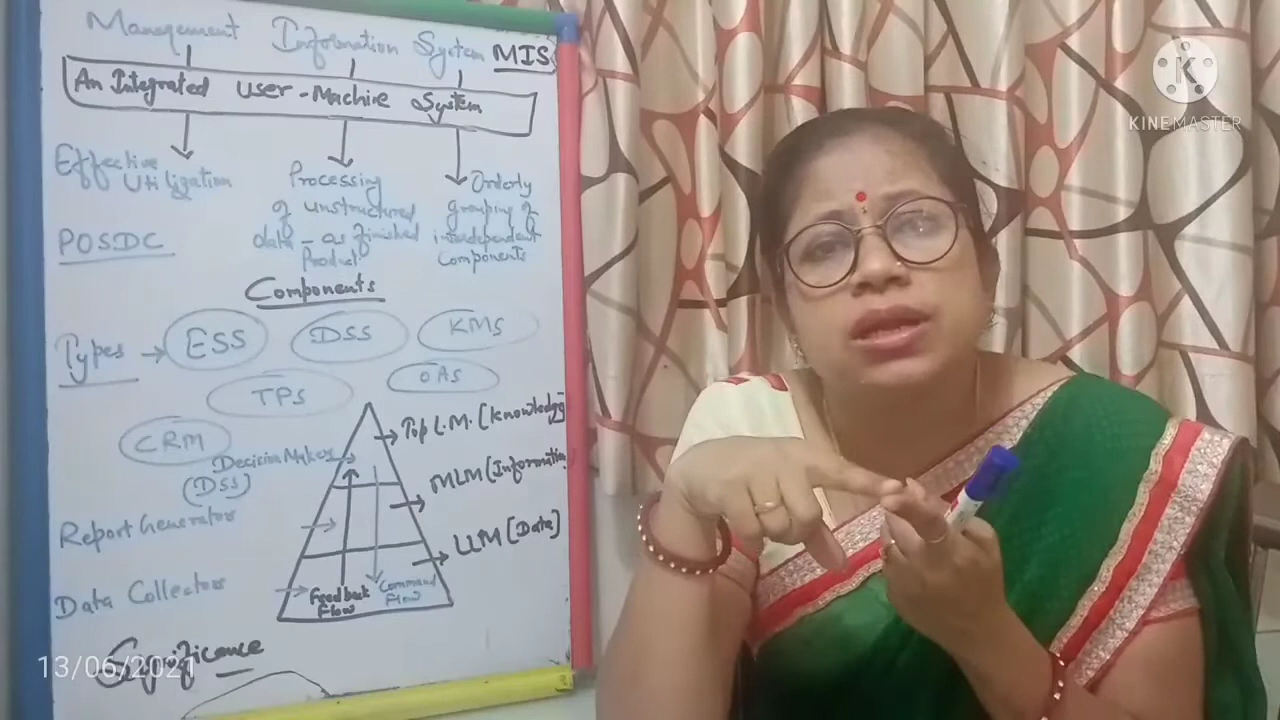 Management Information System MIS
An Integrated User-Machine System
Effective Utilization
Processing of unstructured data - as finished Product
Orderly grouping of interdependent Components
POSDC
Components
Types → ESS DSS KMS
TPS OAS
CRM
Top L.M. [Knowledge
Decision Makers
(DSS)
MLM (Information
Report Generators
LLM [Data]
Data Collectors
Feedback Flow
Command Flow
Significance
13/06/2021
K
KINEMASTER